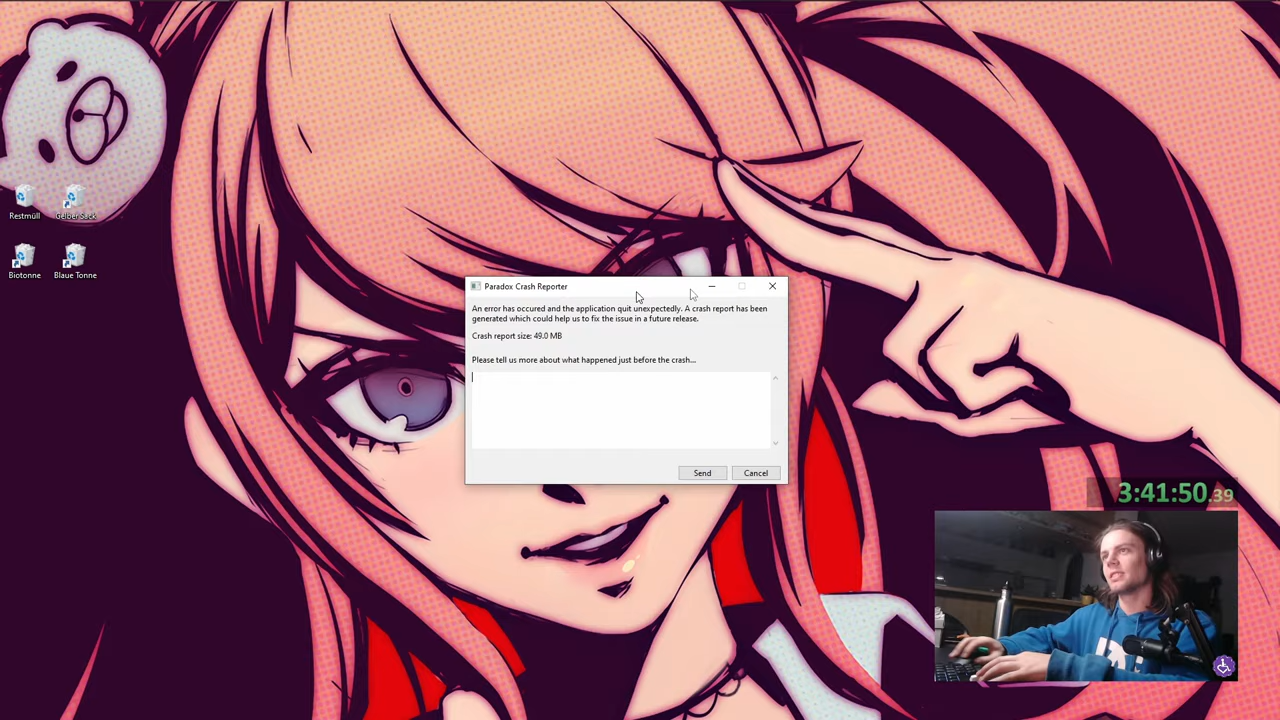 Restmüll
Gelber Sack
Biotonne
Blaue Tonne
Paradox Crash Reporter
An error has occured and the application quit unexpectedly. A crash report has been
generated which could help us to fix the issue in a future release.
Crash report size: 49.0 MB
Please tell us more about what happened just before the crash...
Send
Cancel
3:41:50.39